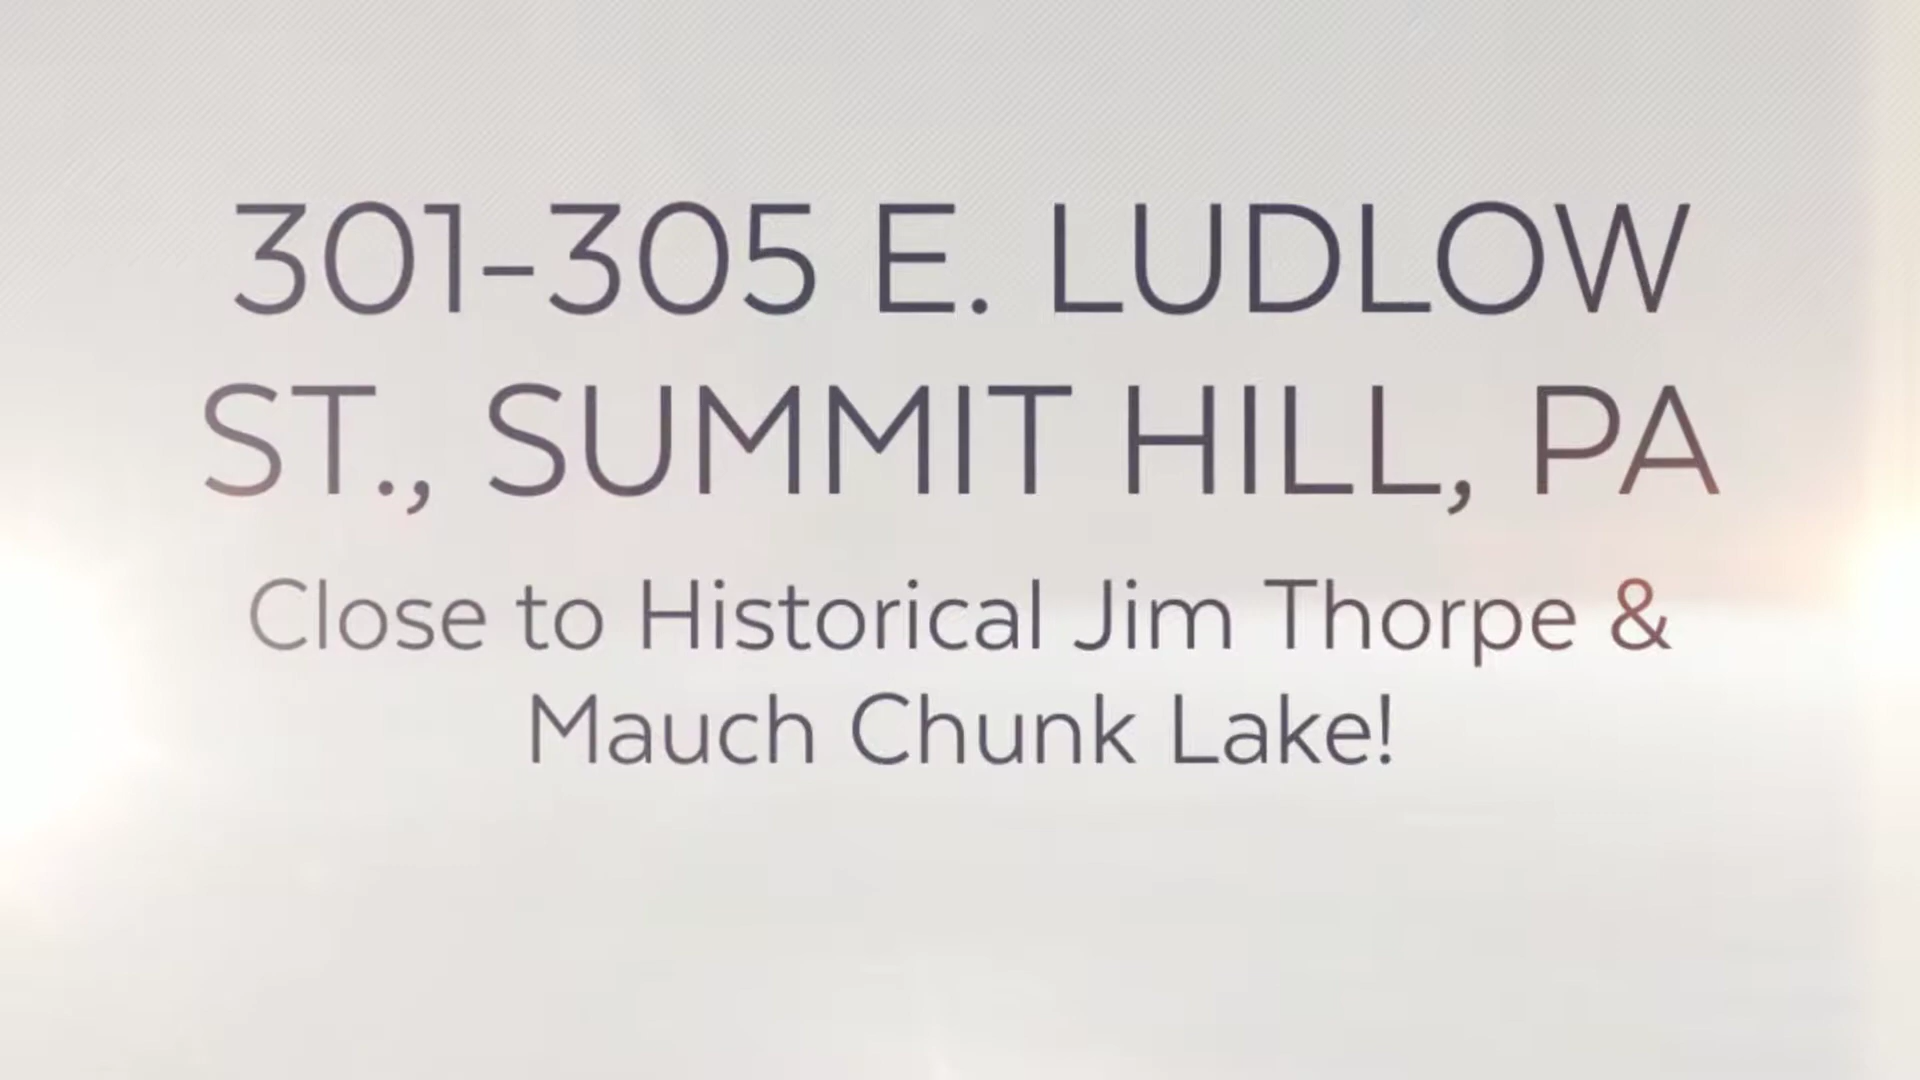 301-305 E. LUDLOW
ST., SUMMIT HILL, PA
Close to Historical Jim Thorpe &
Mauch Chunk Lake!